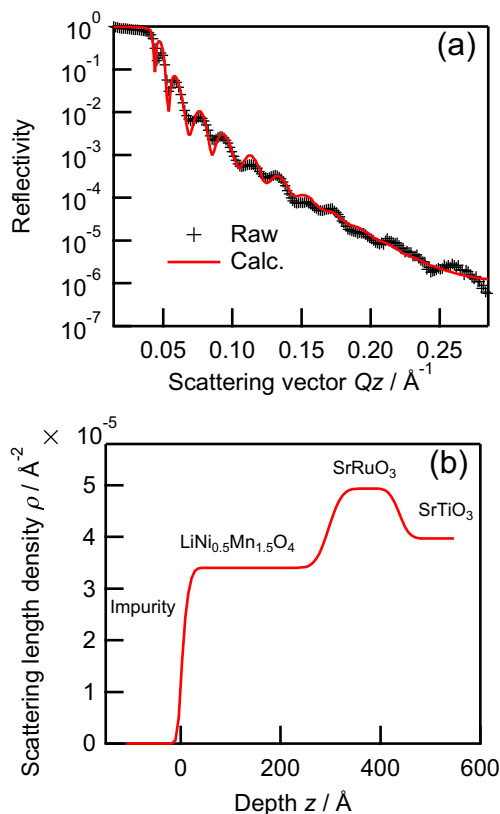 (a)
10⁰
10⁻¹
10⁻²
10⁻³
10⁻⁴
10⁻⁵
10⁻⁶
10⁻⁷
Reflectivity
+ Raw
Calc.
0.05 0.10 0.15 0.20 0.25
Scattering vector Qz / Å⁻¹
× 10⁻⁵
(b)
SrRuO₃
SrTiO₃
LiNi₀.₅Mn₁.₅O₄
Impurity
5
4
3
2
1
0
Scattering length density ρ / Å⁻²
0 200 400 600
Depth z / Å